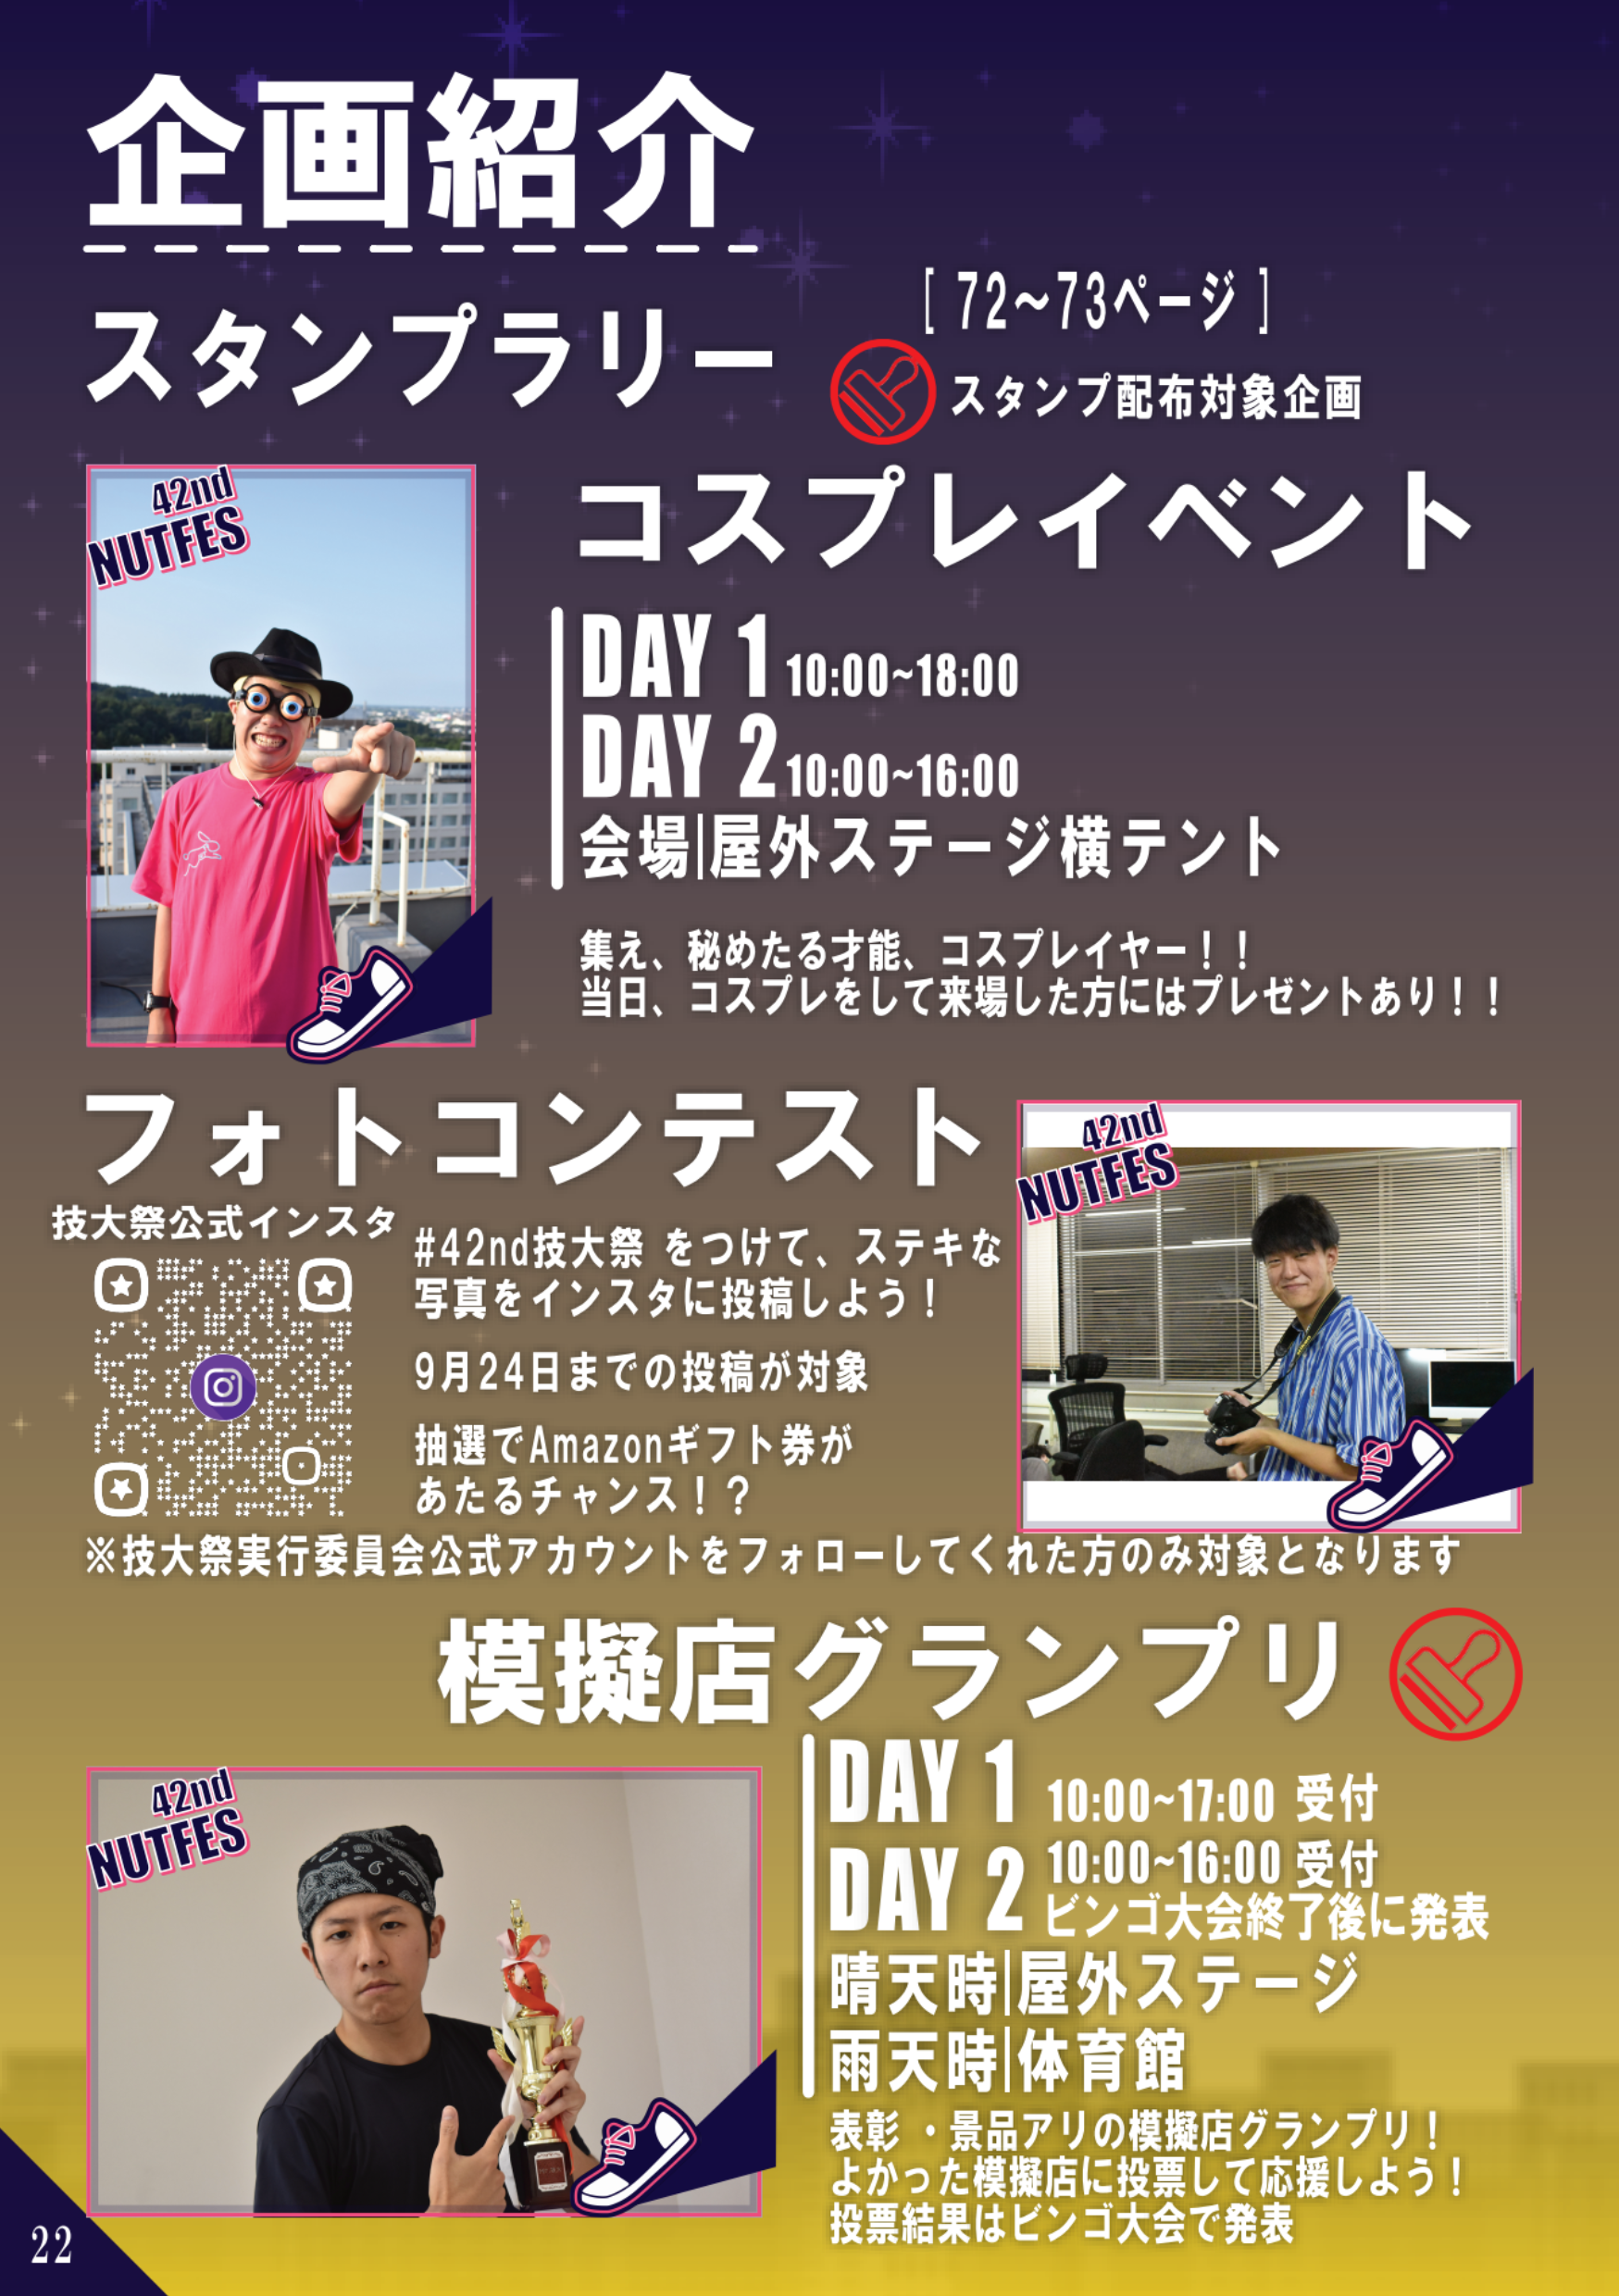 企画紹介
スタンプラリー
[ 72～73ページ ]
スタンプ配布対象企画
42nd
NUTFES
コスプレイベント
DAY 1 10:00~18:00
DAY 2 10:00~16:00
会場|屋外ステージ横テント
集え、秘めたる才能、コスプレイヤー！！
当日、コスプレをして来場した方にはプレゼントあり！！
フォトコンテスト
技大祭公式インスタ
#42nd技大祭 をつけて、ステキな
写真をインスタに投稿しよう！
9月24日までの投稿が対象
抽選でAmazonギフト券が
あたるチャンス！？
※技大祭実行委員会公式アカウントをフォローしてくれた方のみ対象となります
42nd
NUTFES
模擬店グランプリ
42nd
NUTFES
DAY 1 10:00~17:00 受付
DAY 2 10:00~16:00 受付
ビンゴ大会終了後に発表
晴天時|屋外ステージ
雨天時|体育館
表彰・景品アリの模擬店グランプリ！
よかった模擬店に投票して応援しよう！
投票結果はビンゴ大会で発表
22